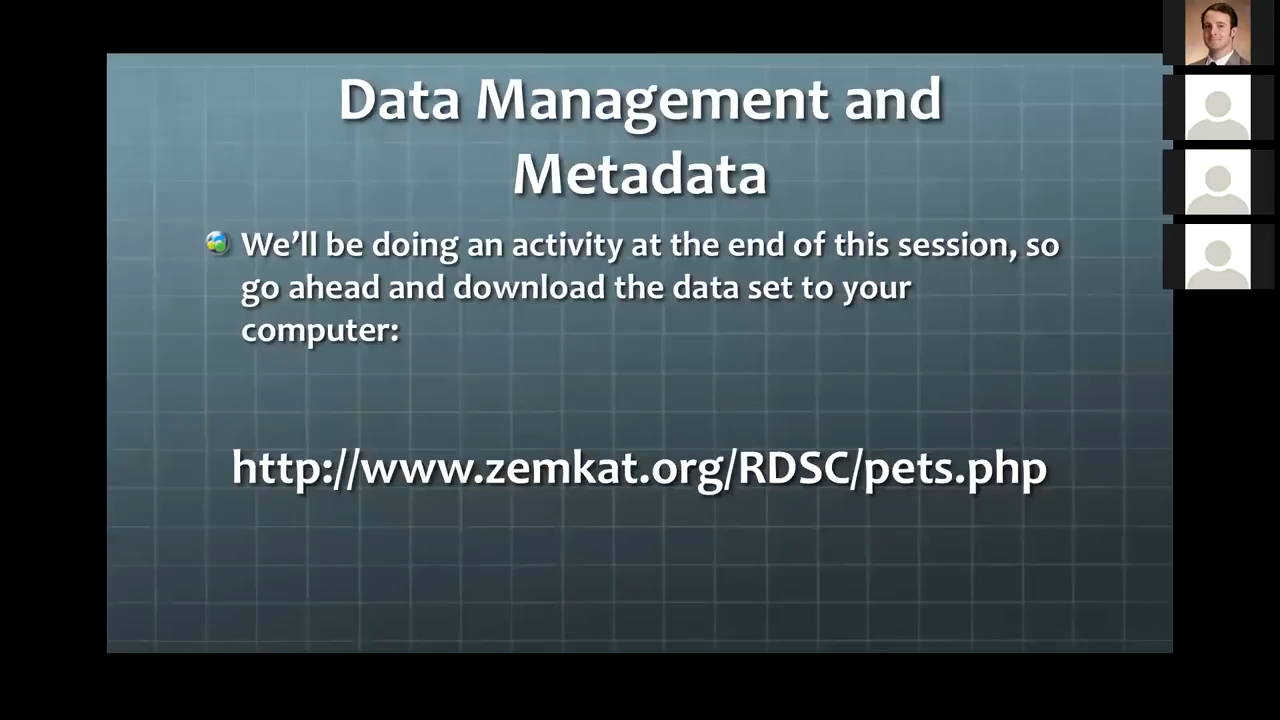 Data Management and
Metadata
We’ll be doing an activity at the end of this session, so
go ahead and download the data set to your
computer:
http://www.zemkat.org/RDSC/pets.php